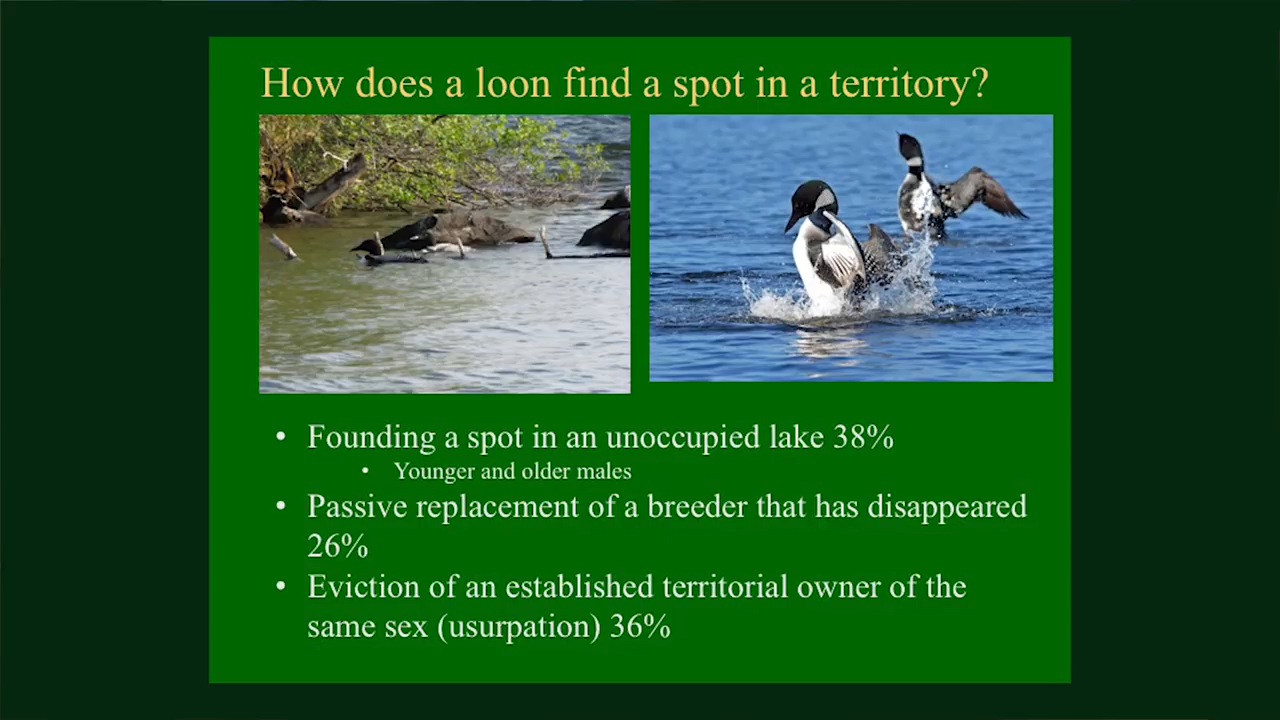 How does a loon find a spot in a territory?
• Founding a spot in an unoccupied lake 38%
• Younger and older males
• Passive replacement of a breeder that has disappeared
26%
• Eviction of an established territorial owner of the
same sex (usurpation) 36%